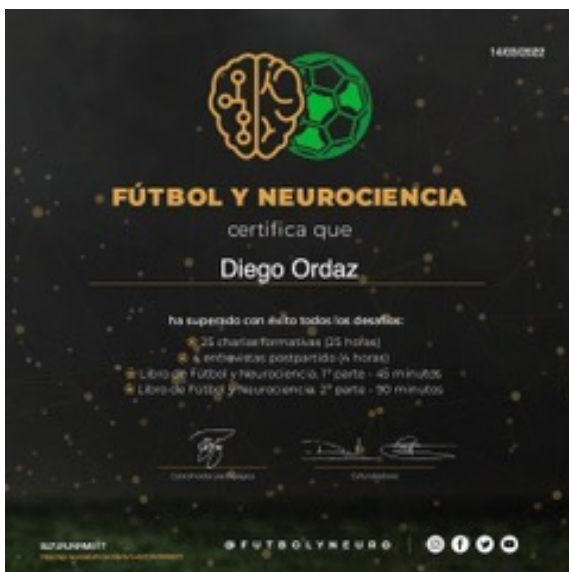 14/03/2022
FÚTBOL Y NEUROCIENCIA
certifica que
Diego Ordaz
ha superado con éxito todos los desafíos:
25 charlas formativas (25 horas)
4 entrevistas postpartido (4 horas)
Libro de Fútbol y Neurociencia. 1ª parte - 45 minutos
Libro de Fútbol y Neurociencia. 2ª parte - 90 minutos
@FUTBOLYNEURO